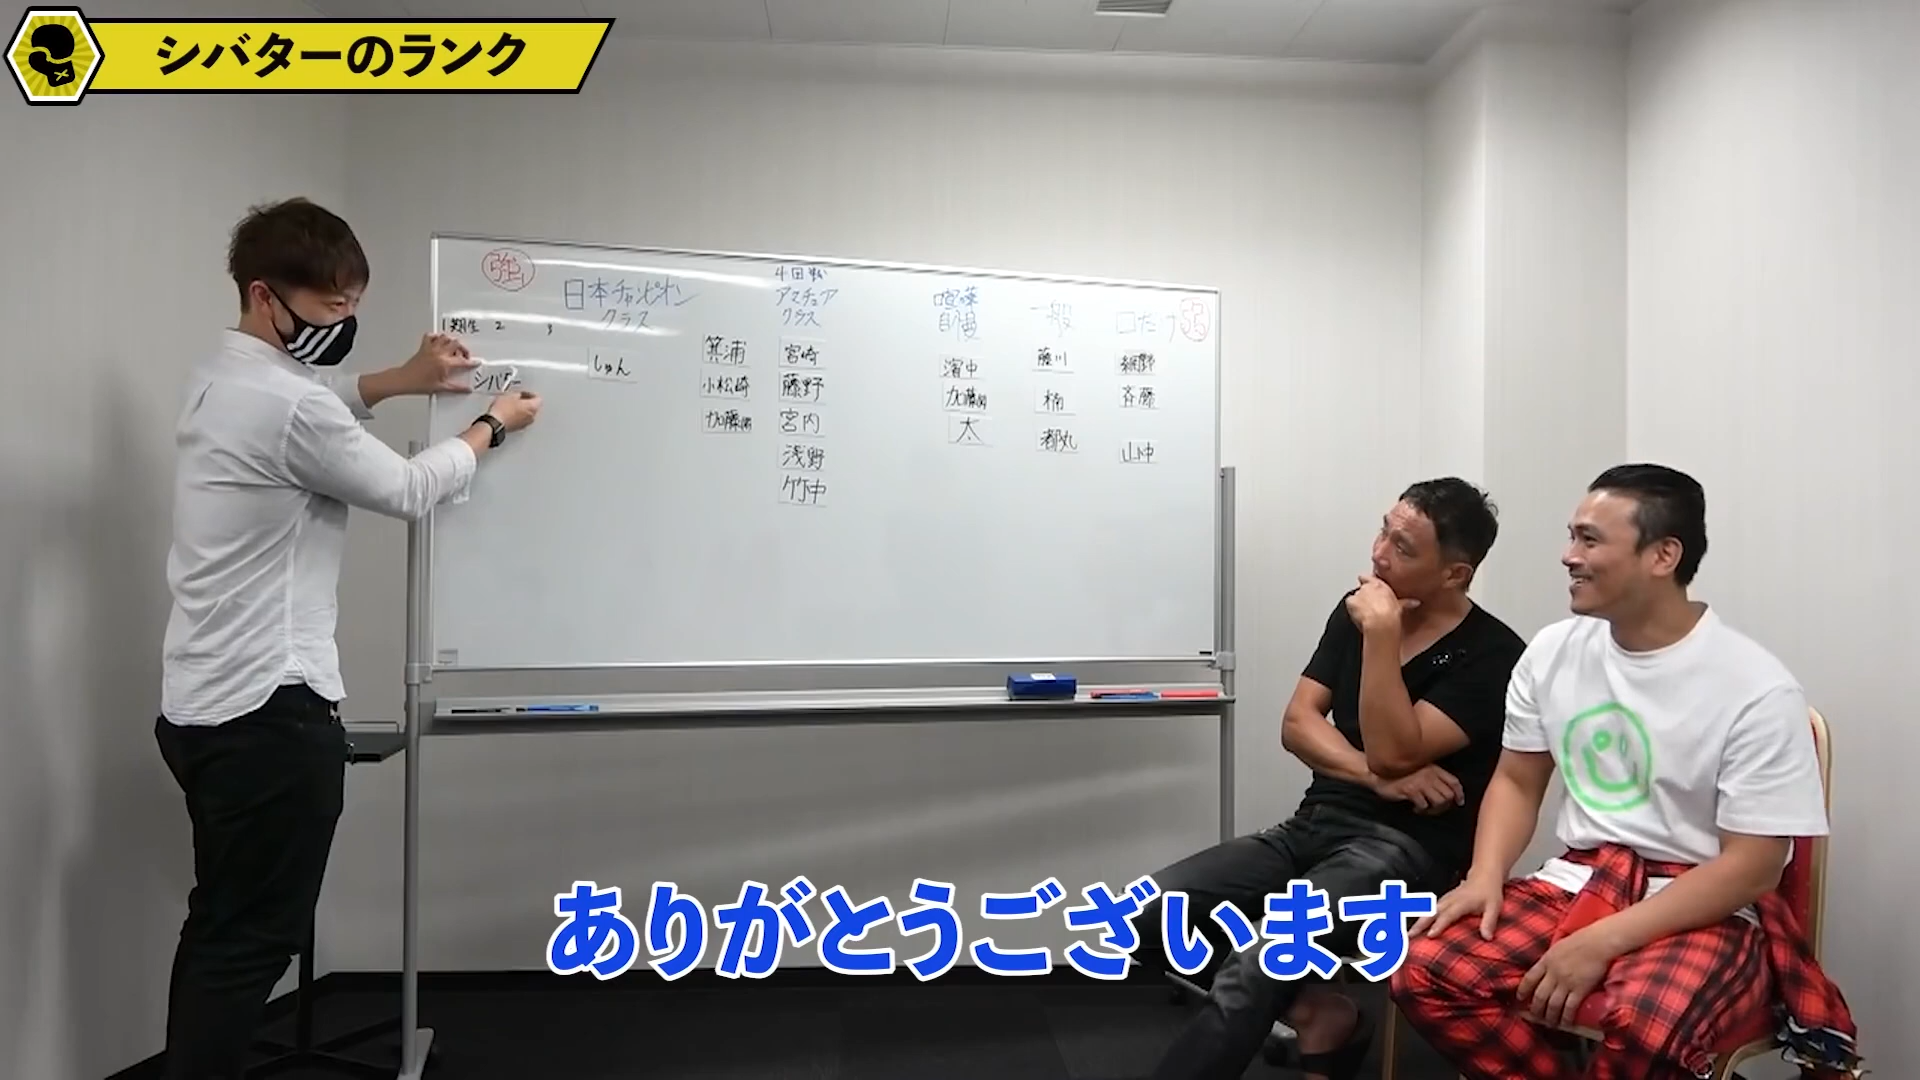 シバターのランク
強
日本チャンピオン
クラス
4回戦
アマチュア
クラス
喧嘩
自慢
一般
口だけ
弱
1期生 2 3
シバター
しゅん
箕浦
小松崎
加藤
宮崎
藤野
宮内
浅野
竹中
濱中
加藤
太
藤川
楠
都丸
網野
斉藤
山中
ありがとうございます